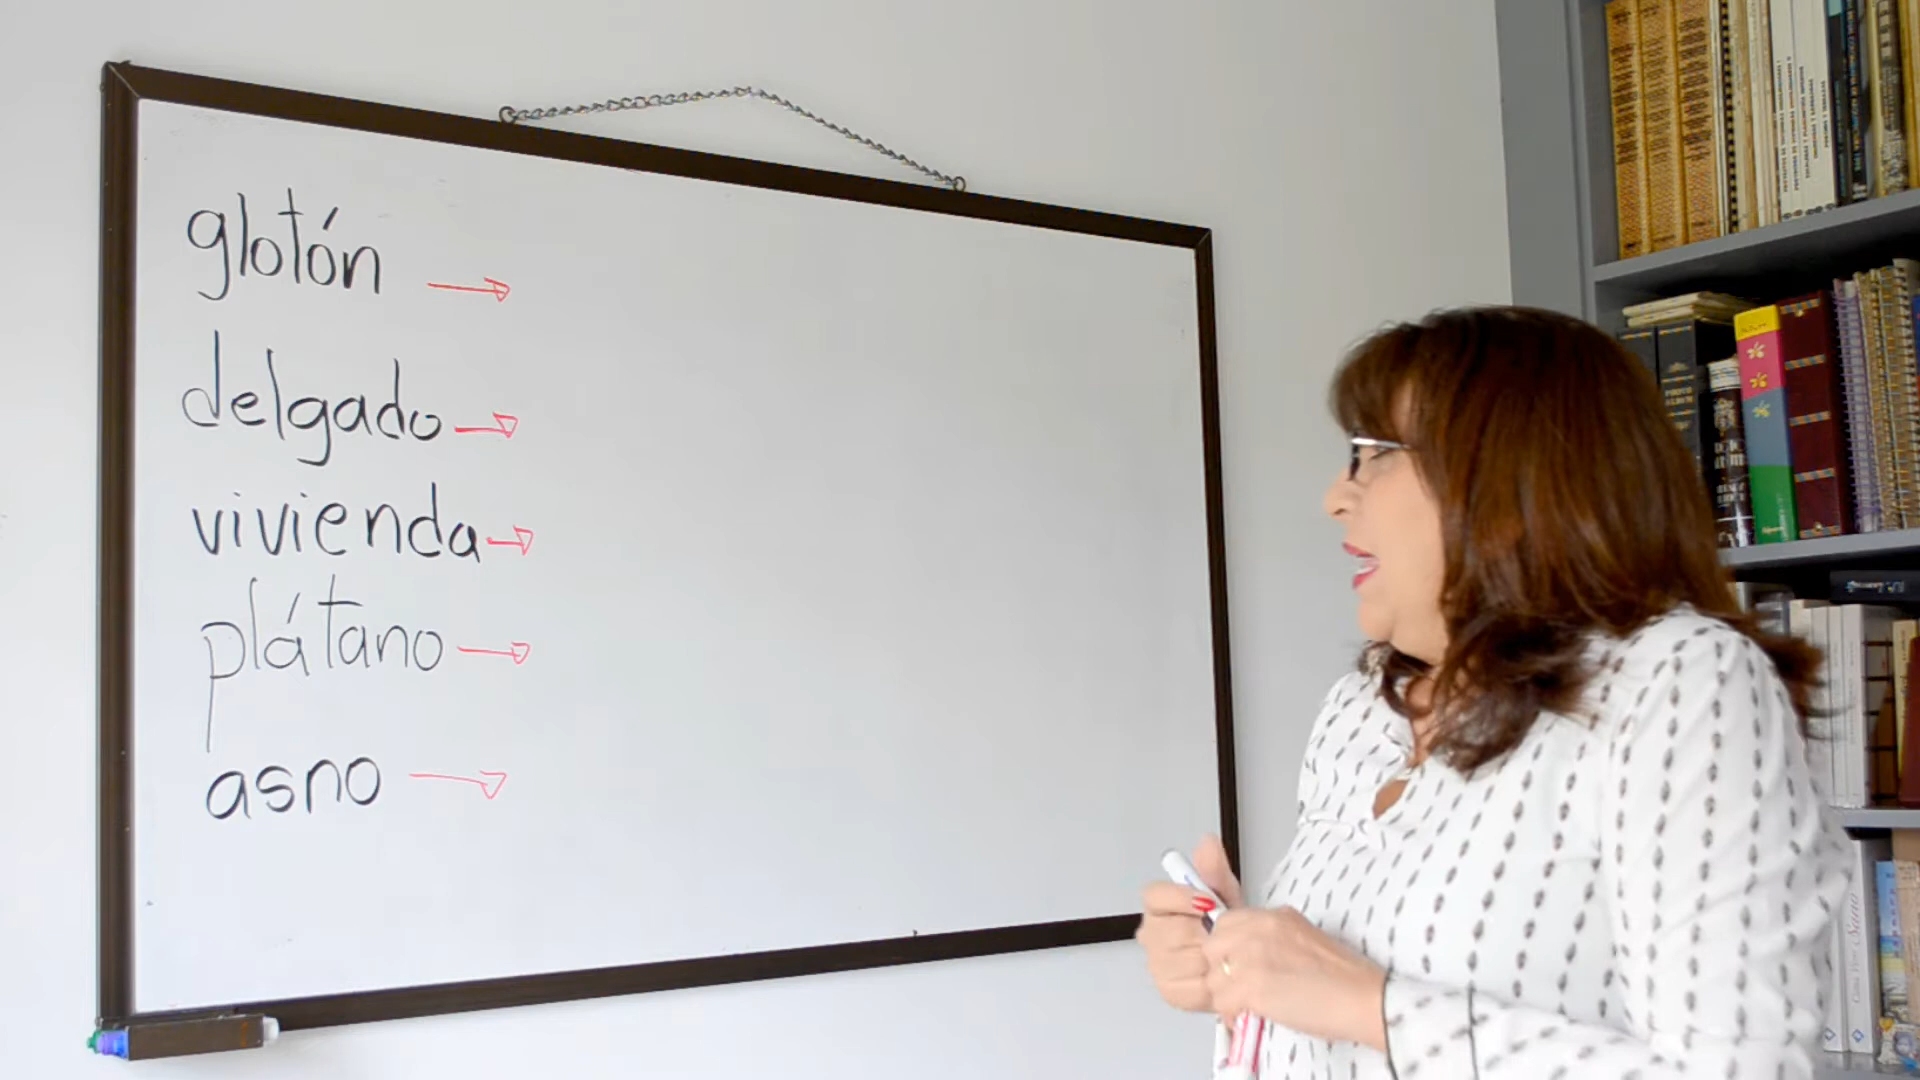 glotón
delgado
vivienda
plátano
asno